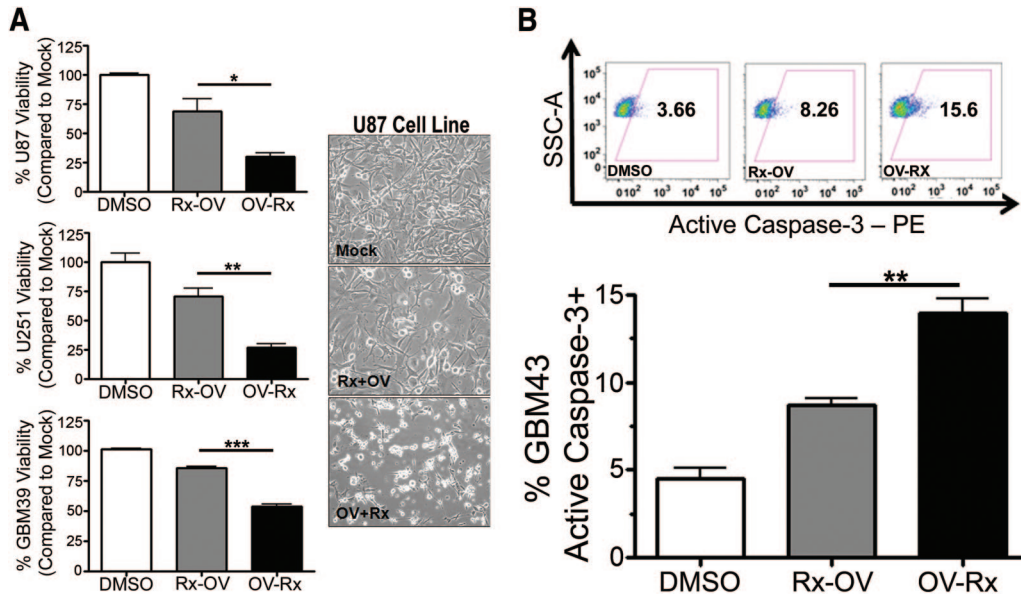 A
% U87 Viability
(Compared to Mock)
125
100
75
50
25
0
*
DMSO
Rx-OV
OV-Rx
% U251 Viability
(Compared to Mock)
125
100
75
50
25
0
**
DMSO
Rx-OV
OV-Rx
% GBM39 Viability
(Compared to Mock)
125
100
75
50
25
0
***
DMSO
Rx-OV
OV-Rx
U87 Cell Line
Mock
Rx+OV
OV+Rx
B
SSC-A
10⁵
10⁴
10³
10²
0
3.66
DMSO
0 10² 10³ 10⁴ 10⁵
8.26
Rx-OV
0 10² 10³ 10⁴ 10⁵
15.6
OV-RX
0 10² 10³ 10⁴ 10⁵
Active Caspase-3 – PE
% GBM43
Active Caspase-3+
15
10
5
0
**
DMSO
Rx-OV
OV-Rx